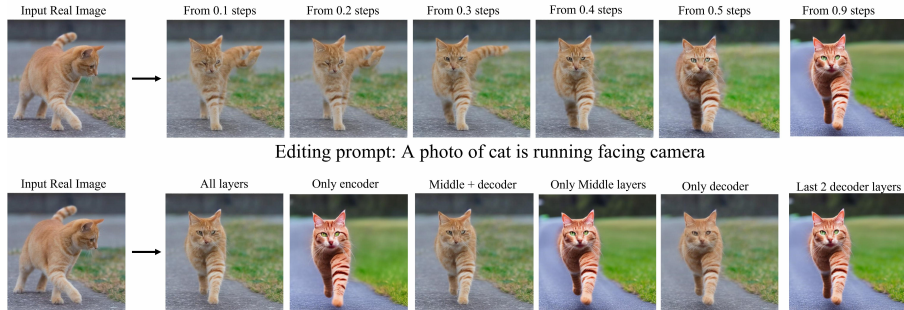 Input Real Image
From 0.1 steps
From 0.2 steps
From 0.3 steps
From 0.4 steps
From 0.5 steps
From 0.9 steps
Editing prompt: A photo of cat is running facing camera
Input Real Image
All layers
Only encoder
Middle + decoder
Only Middle layers
Only decoder
Last 2 decoder layers